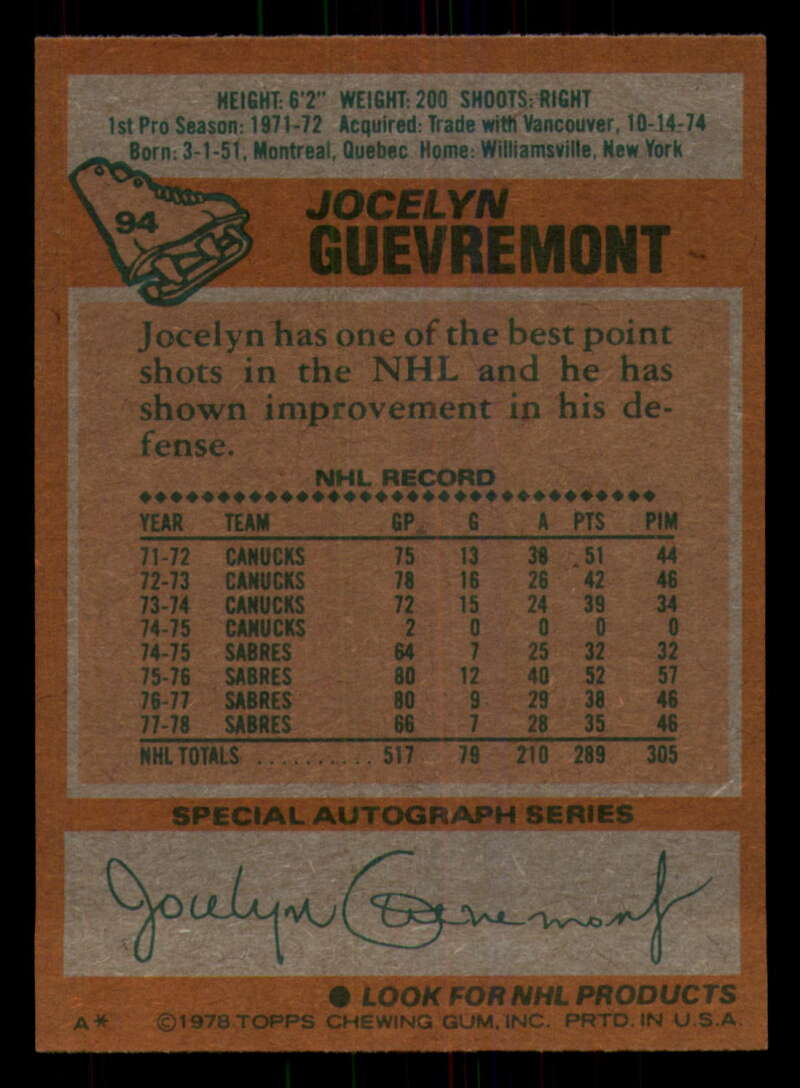 HEIGHT: 6'2" WEIGHT: 200 SHOOTS: RIGHT
1st Pro Season: 1971-72 Acquired: Trade with Vancouver, 10-14-74
Born: 3-1-51, Montreal, Quebec Home: Williamsville, New York
94
JOCELYN
GUEVREMONT
Jocelyn has one of the best point
shots in the NHL and he has
shown improvement in his de-
fense.
NHL RECORD
YEAR TEAM GP G A PTS PIM
71-72 CANUCKS 75 13 38 51 44
72-73 CANUCKS 78 16 26 42 46
73-74 CANUCKS 72 15 24 39 34
74-75 CANUCKS 2 0 0 0 0
74-75 SABRES 64 7 25 32 32
75-76 SABRES 80 12 40 52 57
76-77 SABRES 80 9 29 38 46
77-78 SABRES 66 7 28 35 46
NHL TOTALS .......... 517 79 210 289 305
SPECIAL AUTOGRAPH SERIES
Jocelyn Guevremont
● LOOK FOR NHL PRODUCTS
A* ©1978 TOPPS CHEWING GUM, INC. PRTD. IN U.S.A.